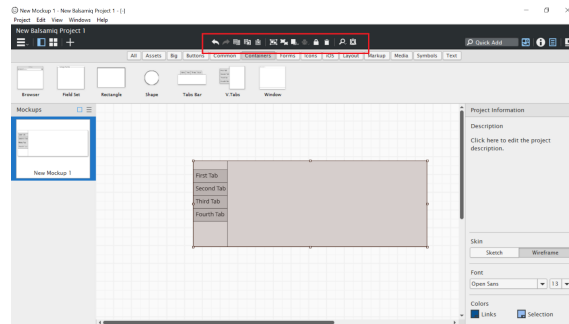 New Mockup 1 - New Balsamiq Project 1 - [-]
Project Edit View Windows Help
New Balsamiq Project 1
Quick Add
All Assets Big Buttons Common Containers Forms Icons iOS Layout Markup Media Symbols Text
Browser Field Set Rectangle Shape Tabs Bar V.Tabs Window
Mockups
New Mockup 1
First Tab
Second Tab
Third Tab
Fourth Tab
Project Information
Description
Click here to edit the project
description.
Skin
Sketch Wireframe
Font
Open Sans 13
Colors
Links Selection